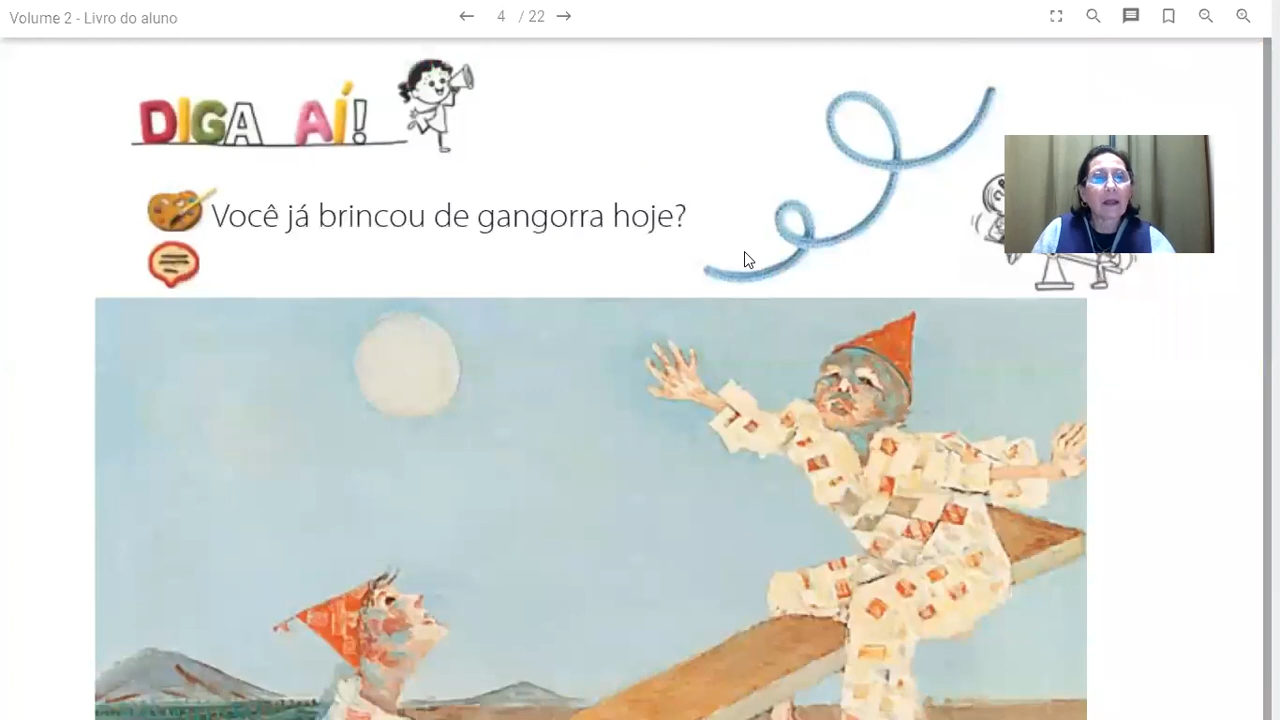 Volume 2 - Livro do aluno
4 / 22
DIGA AÍ!
Você já brincou de gangorra hoje?